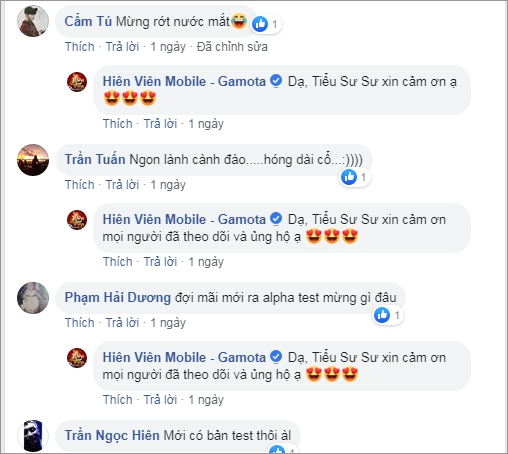 Cẩm Tú Mừng rớt nước mắt😂
1
Thích · Trả lời · 1 ngày · Đã chỉnh sửa
Hiên Viên Mobile - Gamota Dạ, Tiểu Sư Sư xin cảm ơn ạ
😍😍😍
Thích · Trả lời · 1 ngày
Trần Tuấn Ngon lành cành đào.....hóng dài cổ...:))))
1
Thích · Trả lời · 1 ngày
Hiên Viên Mobile - Gamota Dạ, Tiểu Sư Sư xin cảm ơn
mọi người đã theo dõi và ủng hộ ạ 😍😍😍
Thích · Trả lời · 1 ngày
Phạm Hải Dương đợi mãi mới ra alpha test mừng gì đâu
1
Thích · Trả lời · 1 ngày
Hiên Viên Mobile - Gamota Dạ, Tiểu Sư Sư xin cảm ơn
mọi người đã theo dõi và ủng hộ ạ 😍😍😍
Thích · Trả lời · 1 ngày
Trần Ngọc Hiên Mới có bản test thôi àl
1